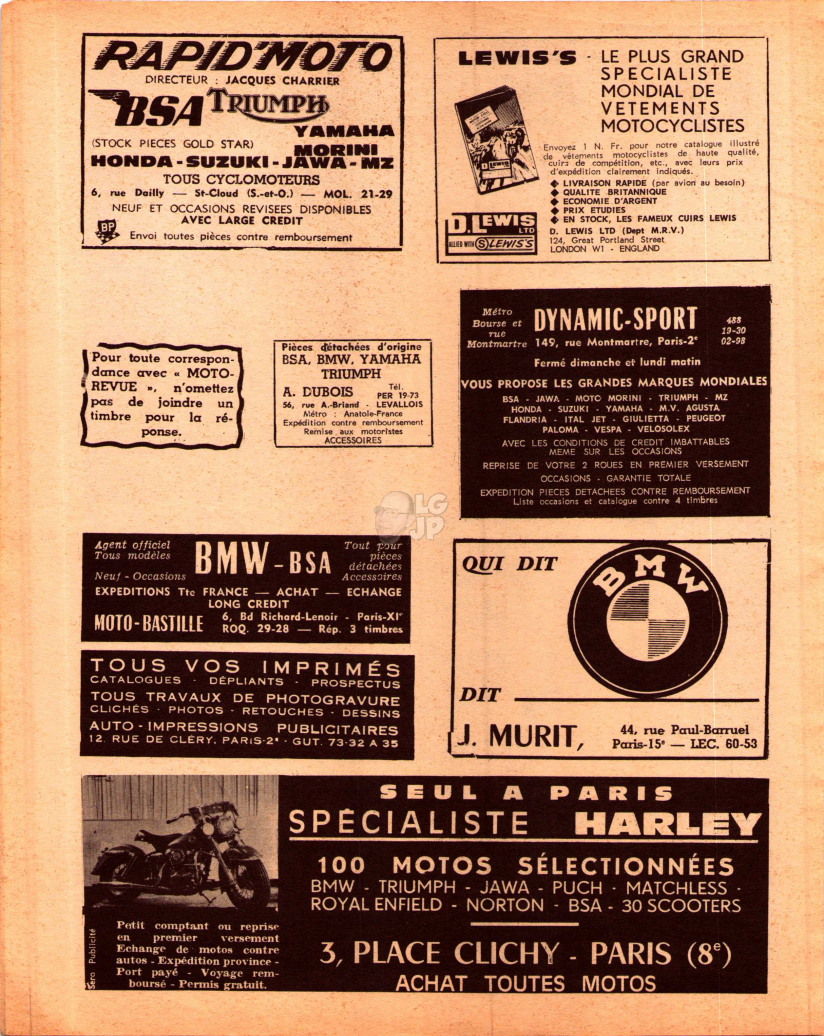 RAPID'MOTO
DIRECTEUR : JACQUES CHARRIER
BSA TRIUMPH
YAMAHA
(STOCK PIECES GOLD STAR) MORINI
HONDA - SUZUKI - JAWA - MZ
TOUS CYCLOMOTEURS
6, rue Dailly — St-Cloud (S.-et-O.) — MOL. 21-29
NEUF ET OCCASIONS REVISEES DISPONIBLES
AVEC LARGE CREDIT
BP
Envoi toutes pièces contre remboursement
LEWIS'S - LE PLUS GRAND
SPECIALISTE
MONDIAL DE
VETEMENTS
MOTOCYCLISTES
Envoyez 1 N. Fr. pour notre catalogue illustré
de vêtements motocyclistes de haute qualité,
cuirs de compétition, etc., avec leurs prix
d'expédition clairement indiqués.
◆ LIVRAISON RAPIDE (par avion au besoin)
◆ QUALITE BRITANNIQUE
◆ ECONOMIE D'ARGENT
◆ PRIX ETUDIES
◆ EN STOCK, LES FAMEUX CUIRS LEWIS
D. LEWIS LTD
ALLIED WITH S LEWIS'S
D. LEWIS LTD (Dept M.R.V.)
124, Great Portland Street
LONDON W1 - ENGLAND
Pour toute correspon-
dance avec « MOTO-
REVUE », n'omettez
pas de joindre un
timbre pour la ré-
ponse.
Pièces détachées d'origine
BSA, BMW, YAMAHA
TRIUMPH
A. DUBOIS Tél.
PER 19-73
56, rue A.-Briand - LEVALLOIS
Métro : Anatole-France
Expédition contre remboursement
Remise aux motoristes
ACCESSOIRES
Métro
Bourse et
rue
Montmartre
DYNAMIC-SPORT
149, rue Montmartre, Paris-2e
488
19-30
02-98
Fermé dimanche et lundi matin
VOUS PROPOSE LES GRANDES MARQUES MONDIALES
BSA - JAWA - MOTO MORINI - TRIUMPH - MZ
HONDA - SUZUKI - YAMAHA - M.V. AGUSTA
FLANDRIA - ITAL JET - GIULIETTA - PEUGEOT
PALOMA - VESPA - VELOSOLEX
AVEC LES CONDITIONS DE CREDIT IMBATTABLES
MEME SUR LES OCCASIONS
REPRISE DE VOTRE 2 ROUES EN PREMIER VERSEMENT
OCCASIONS - GARANTIE TOTALE
EXPEDITION PIECES DETACHEES CONTRE REMBOURSEMENT
Liste occasions et catalogue contre 4 timbres
LG
JP
Agent officiel
Tous modèles
Neuf - Occasions
BMW - BSA
Tout pour
pièces
détachées
Accessoires
EXPEDITIONS Tte FRANCE — ACHAT — ECHANGE
LONG CREDIT
MOTO-BASTILLE
6, Bd Richard-Lenoir - Paris-XIe
ROQ. 29-28 — Rép. 3 timbres
QUI DIT
BMW
DIT
J. MURIT,
44, rue Paul-Barruel
Paris-15e — LEC. 60-53
TOUS VOS IMPRIMÉS
CATALOGUES - DÉPLIANTS - PROSPECTUS
TOUS TRAVAUX DE PHOTOGRAVURE
CLICHÉS - PHOTOS - RETOUCHES - DESSINS
AUTO-IMPRESSIONS PUBLICITAIRES
12, RUE DE CLÉRY, PARIS-2e - GUT. 73-32 A 35
SEUL A PARIS
SPÉCIALISTE HARLEY
100 MOTOS SÉLECTIONNÉES
BMW - TRIUMPH - JAWA - PUCH - MATCHLESS -
ROYAL ENFIELD - NORTON - BSA - 30 SCOOTERS
3, PLACE CLICHY - PARIS (8e)
ACHAT TOUTES MOTOS
Sero Publicité
Petit comptant ou reprise
en premier versement
Echange de motos contre
autos - Expédition province -
Port payé - Voyage rem-
boursé - Permis gratuit.